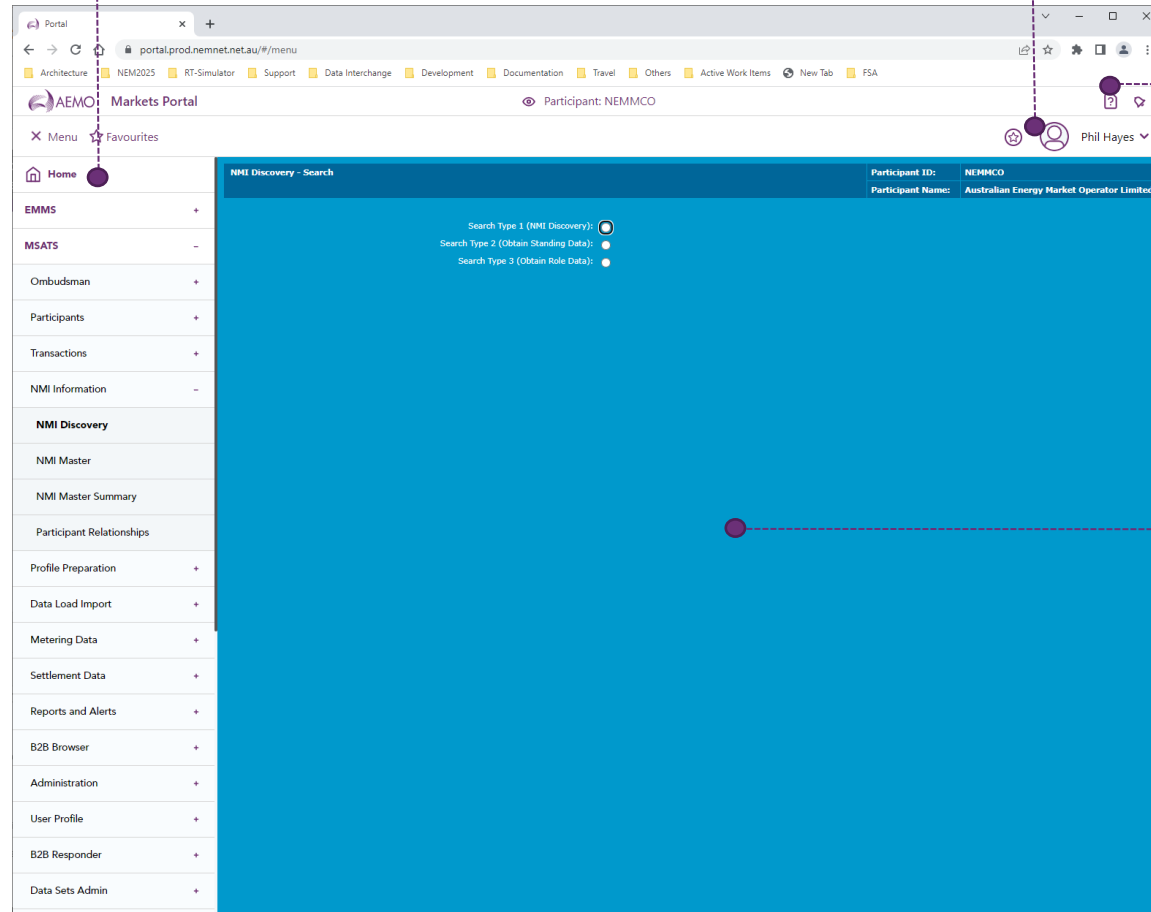 Portal
portal.prod.nemnet.net.au/#/menu
Architecture NEM2025 RT-Simulator Support Data Interchange Development Documentation Travel Others Active Work Items New Tab FSA
AEMO Markets Portal Participant: NEMMCO
Menu Favourites Phil Hayes
Home
NMI Discovery - Search Participant ID: NEMMCO
Participant Name: Australian Energy Market Operator Limited
EMMS +
MSATS -
Search Type 1 (NMI Discovery):
Search Type 2 (Obtain Standing Data):
Search Type 3 (Obtain Role Data):
Ombudsman +
Participants +
Transactions +
NMI Information -
NMI Discovery
NMI Master
NMI Master Summary
Participant Relationships
Profile Preparation +
Data Load Import +
Metering Data +
Settlement Data +
Reports and Alerts +
B2B Browser +
Administration +
User Profile +
B2B Responder +
Data Sets Admin +